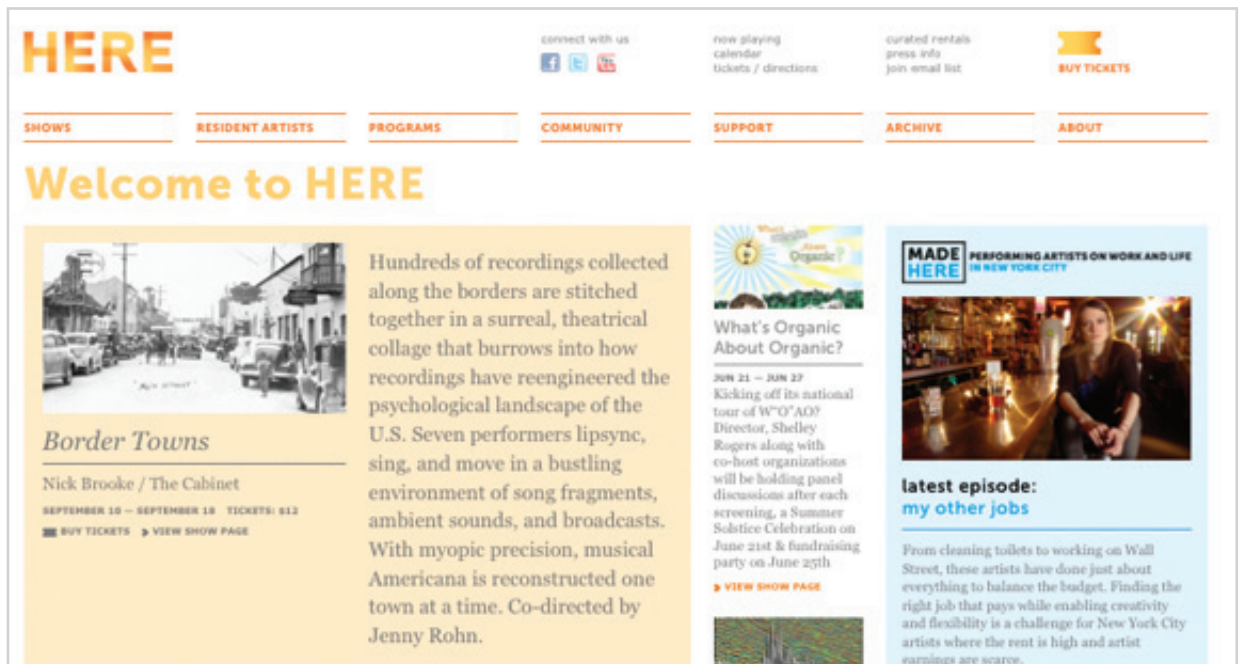 HERE
connect with us
now playing
calendar
tickets / directions
curated rentals
press info
join email list
BUY TICKETS
SHOWS
RESIDENT ARTISTS
PROGRAMS
COMMUNITY
SUPPORT
ARCHIVE
ABOUT
Welcome to HERE
Border Towns
Nick Brooke / The Cabinet
SEPTEMBER 10 — SEPTEMBER 18 TICKETS: $12
BUY TICKETS VIEW SHOW PAGE
Hundreds of recordings collected
along the borders are stitched
together in a surreal, theatrical
collage that burrows into how
recordings have reengineered the
psychological landscape of the
U.S. Seven performers lipsync,
sing, and move in a bustling
environment of song fragments,
ambient sounds, and broadcasts.
With myopic precision, musical
Americana is reconstructed one
town at a time. Co-directed by
Jenny Rohn.
What's
Organic
About
Organic ?
What's Organic
About Organic?
JUN 21 — JUN 27
Kicking off its national
tour of W"O"AO?
Director, Shelley
Rogers along with
co-host organizations
will be holding panel
discussions after each
screening, a Summer
Solstice Celebration on
June 21st & fundraising
party on June 25th
VIEW SHOW PAGE
MADE
HERE
PERFORMING ARTISTS ON WORK AND LIFE
IN NEW YORK CITY
latest episode:
my other jobs
From cleaning toilets to working on Wall
Street, these artists have done just about
everything to balance the budget. Finding the
right job that pays while enabling creativity
and flexibility is a challenge for New York City
artists where the rent is high and artist
earnings are scarce.